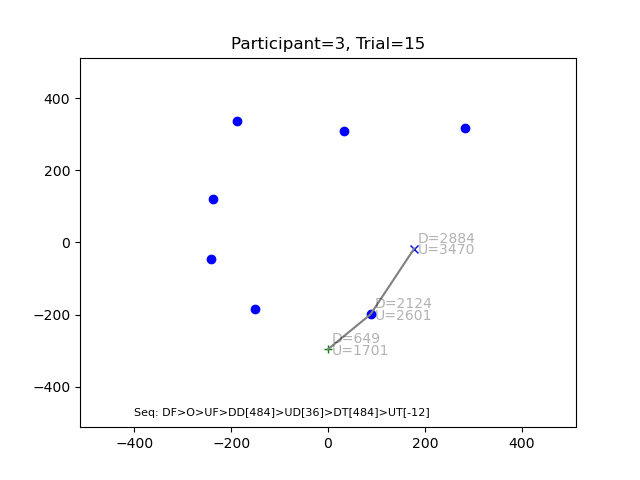 Participant=3, Trial=15
400
200
0
−200
−400
D=2884
U=3470
D=2124
U=2601
D=649
U=1701
Seq: DF>O>UF>DD[484]>UD[36]>DT[484]>UT[-12]
−400 −200 0 200 400